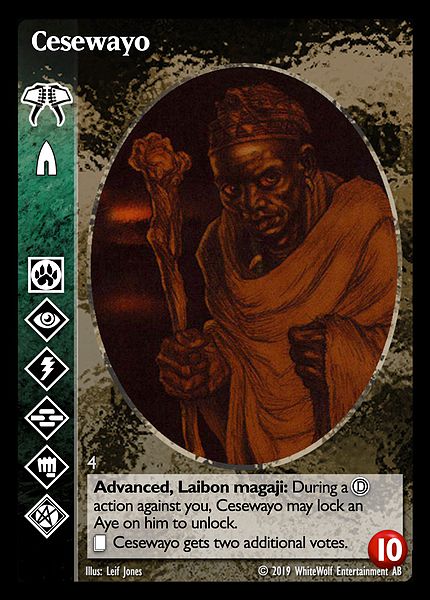 Cesewayo
4
Advanced, Laibon magaji: During a D
action against you, Cesewayo may lock an
Aye on him to unlock.
Cesewayo gets two additional votes.
10
Illus: Leif Jones © 2019 WhiteWolf Entertainment AB